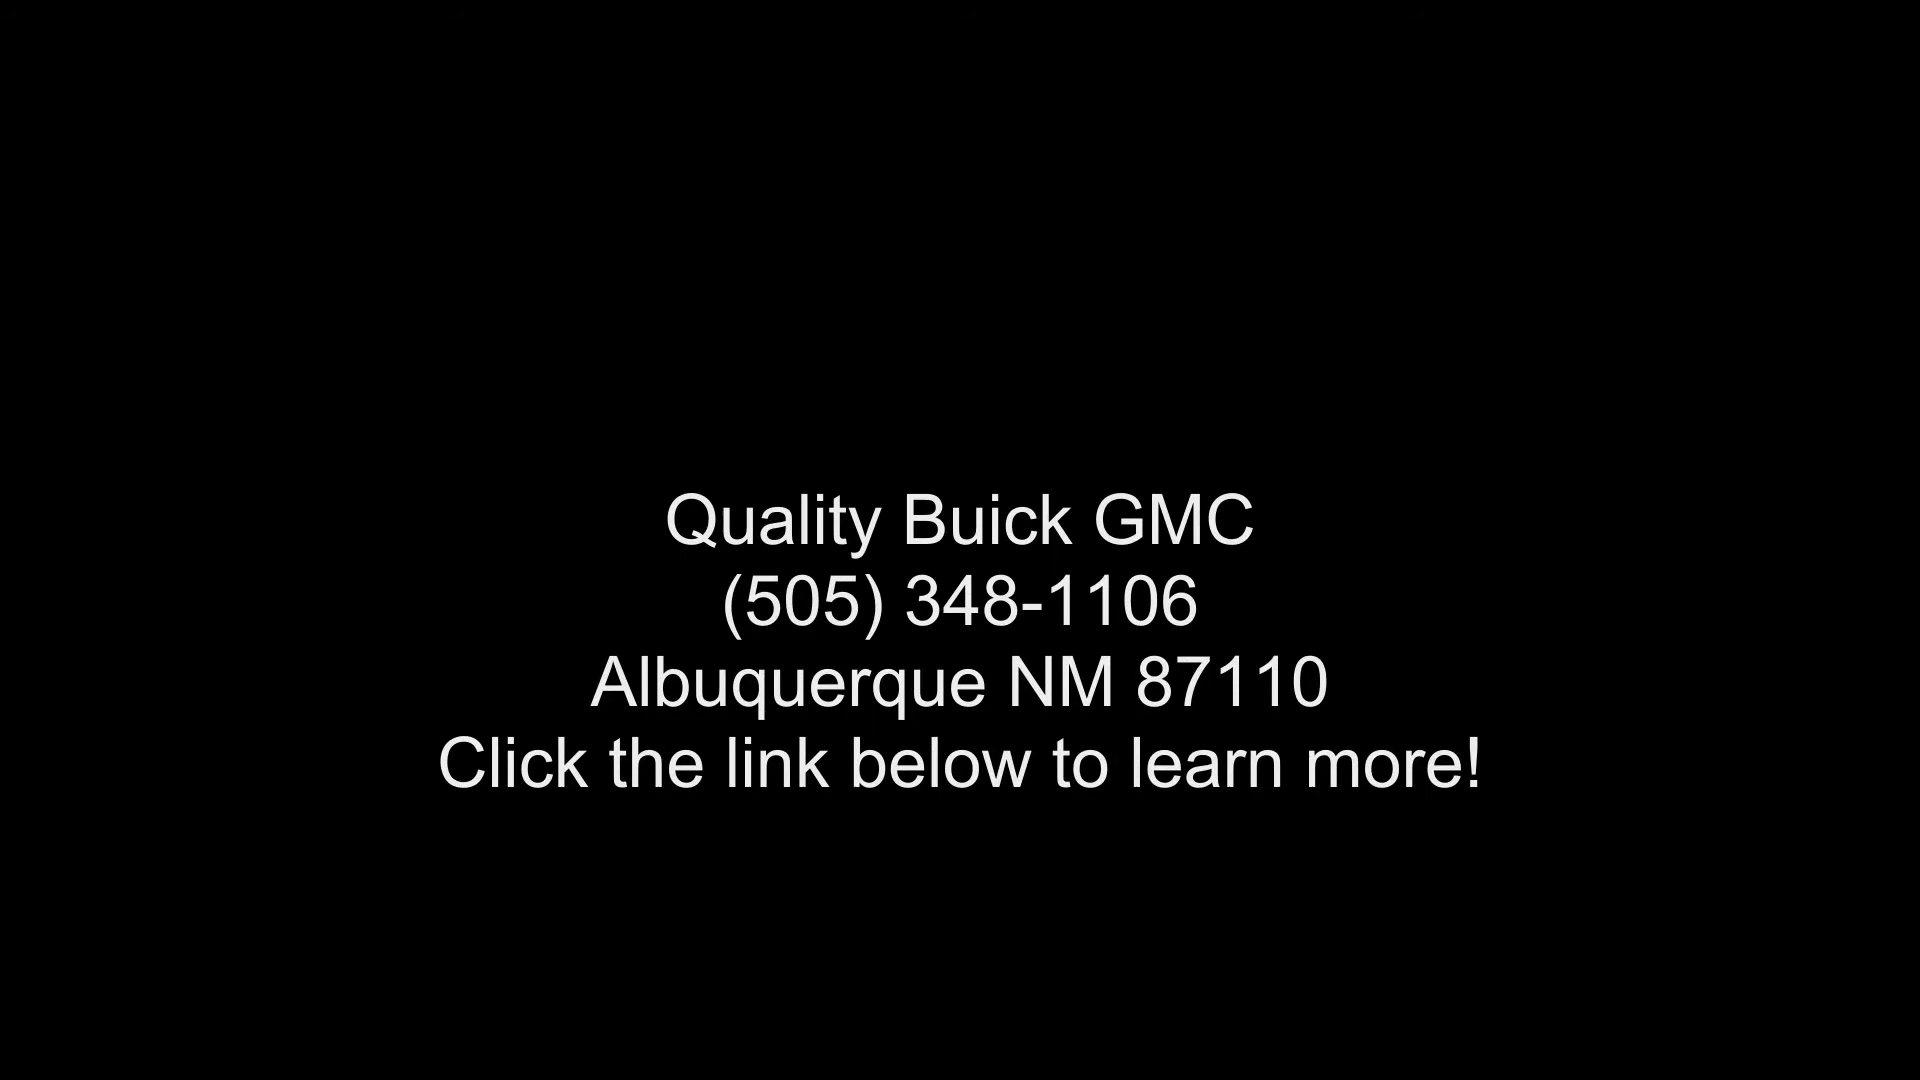 Quality Buick GMC
(505) 348-1106
Albuquerque NM 87110
Click the link below to learn more!